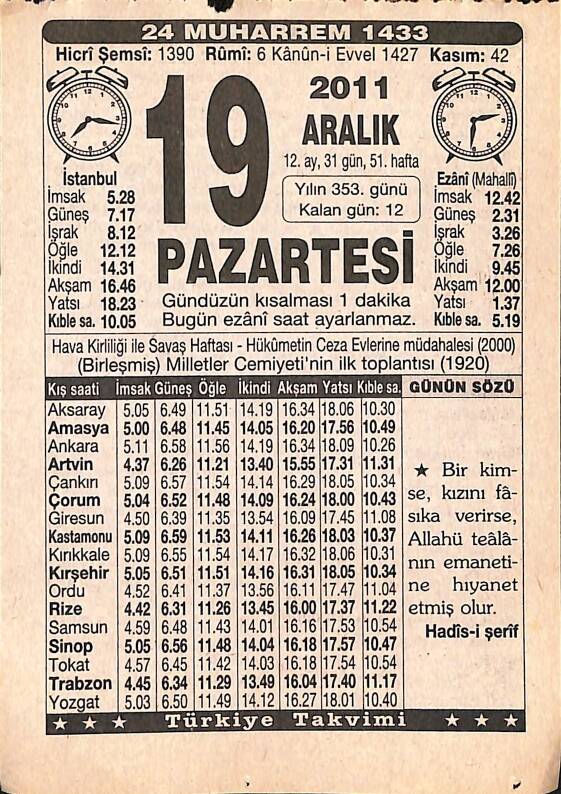 24 MUHARREM 1433
Hicrî Şemsî: 1390 Rûmî: 6 Kânûn-i Evvel 1427 Kasım: 42
19
2011
ARALIK
12. ay, 31 gün, 51. hafta
Yılın 353. günü
Kalan gün: 12
PAZARTESİ
Gündüzün kısalması 1 dakika
Bugün ezânî saat ayarlanmaz.
İstanbul
İmsak 5.28
Güneş 7.17
İşrak 8.12
Öğle 12.12
İkindi 14.31
Akşam 16.46
Yatsı 18.23
Kıble sa. 10.05
Ezânî (Mahallî)
İmsak 12.42
Güneş 2.31
İşrak 3.26
Öğle 7.26
İkindi 9.45
Akşam 12.00
Yatsı 1.37
Kıble sa. 5.19
Hava Kirliliği ile Savaş Haftası - Hükûmetin Ceza Evlerine müdahalesi (2000)
(Birleşmiş) Milletler Cemiyeti'nin ilk toplantısı (1920)
Kış saati İmsak Güneş Öğle İkindi Akşam Yatsı Kıble sa.
Aksaray 5.05 6.49 11.51 14.19 16.34 18.06 10.30
Amasya 5.00 6.48 11.45 14.05 16.20 17.56 10.49
Ankara 5.11 6.58 11.56 14.19 16.34 18.09 10.26
Artvin 4.37 6.26 11.21 13.40 15.55 17.31 11.31
Çankırı 5.09 6.57 11.54 14.14 16.29 18.05 10.34
Çorum 5.04 6.52 11.48 14.09 16.24 18.00 10.43
Giresun 4.50 6.39 11.35 13.54 16.09 17.45 11.08
Kastamonu 5.09 6.59 11.53 14.11 16.26 18.03 10.37
Kırıkkale 5.09 6.55 11.54 14.17 16.32 18.06 10.31
Kırşehir 5.05 6.51 11.51 14.16 16.31 18.05 10.34
Ordu 4.52 6.41 11.37 13.56 16.11 17.47 11.04
Rize 4.42 6.31 11.26 13.45 16.00 17.37 11.22
Samsun 4.59 6.48 11.43 14.01 16.16 17.53 10.54
Sinop 5.05 6.56 11.48 14.04 16.18 17.57 10.47
Tokat 4.57 6.45 11.42 14.03 16.18 17.54 10.54
Trabzon 4.45 6.34 11.29 13.49 16.04 17.40 11.17
Yozgat 5.03 6.50 11.49 14.12 16.27 18.01 10.40
GÜNÜN SÖZÜ
★ Bir kim-
se, kızını fâ-
sıka verirse,
Allahü teâlâ-
nın emaneti-
ne hıyanet
etmiş olur.
Hadîs-i şerîf
★ ★ ★ Türkiye Takvimi ★ ★ ★